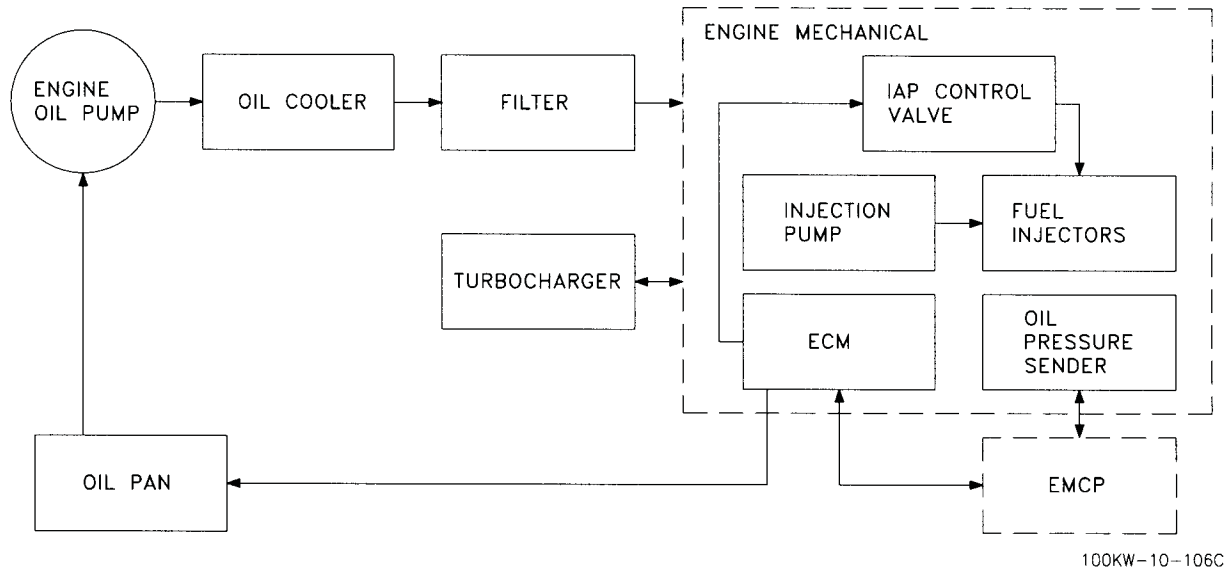 ENGINE MECHANICAL
ENGINE
OIL PUMP
OIL COOLER
FILTER
IAP CONTROL
VALVE
INJECTION
PUMP
FUEL
INJECTORS
TURBOCHARGER
ECM
OIL
PRESSURE
SENDER
OIL PAN
EMCP
100KW-10-106C